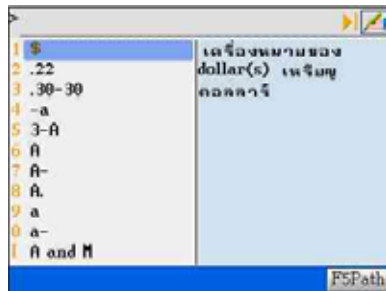 >
1 $
2 .22
3 .30-30
4 -a
5 3-A
6 A
7 A-
8 A.
9 a
0 a-
A and M
เครื่องหมายของ
dollar(s) เหรียญ
ดอลลาร์
F5Path